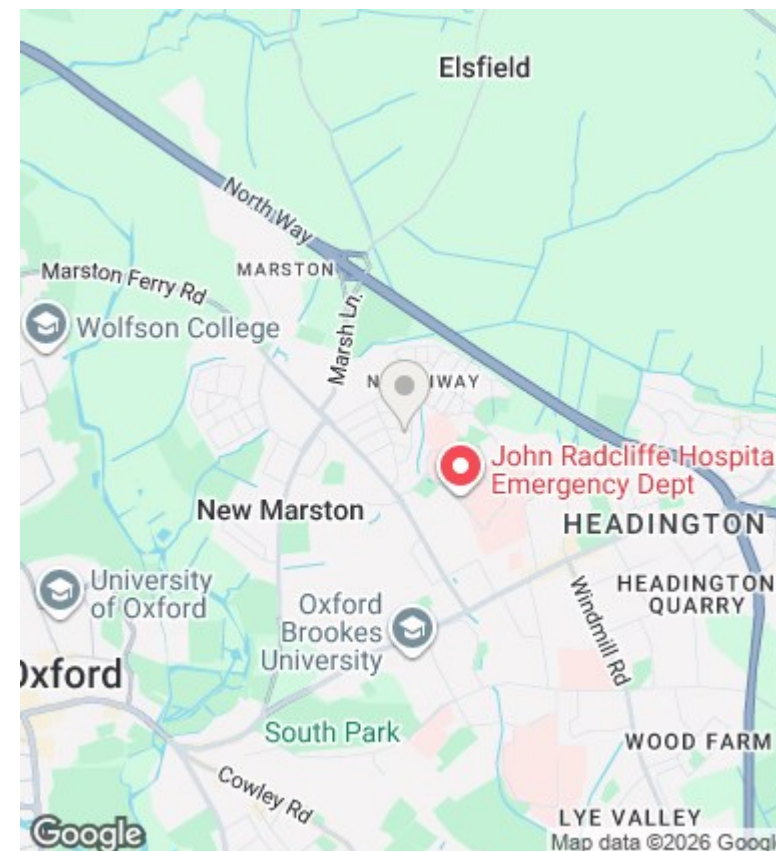 Elsfield
North Way
MARSTON
Marston Ferry Rd
Wolfson College
Marsh Ln.
John Radcliffe Hospita
Emergency Dept
New Marston
HEADINGTON
University
of Oxford
HEADINGTON
QUARRY
Oxford
Brookes
University
Windmill Rd
Oxford
South Park
WOOD FARM
Cowley Rd
LYE VALLEY
Google
Map data ©2026 Googl